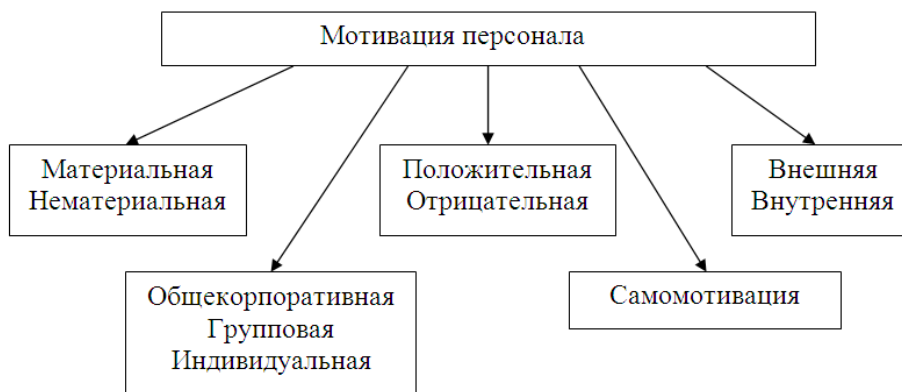 Мотивация персонала
Материальная
Нематериальная
Положительная
Отрицательная
Внешняя
Внутренняя
Общекорпоративная
Групповая
Индивидуальная
Самомотивация